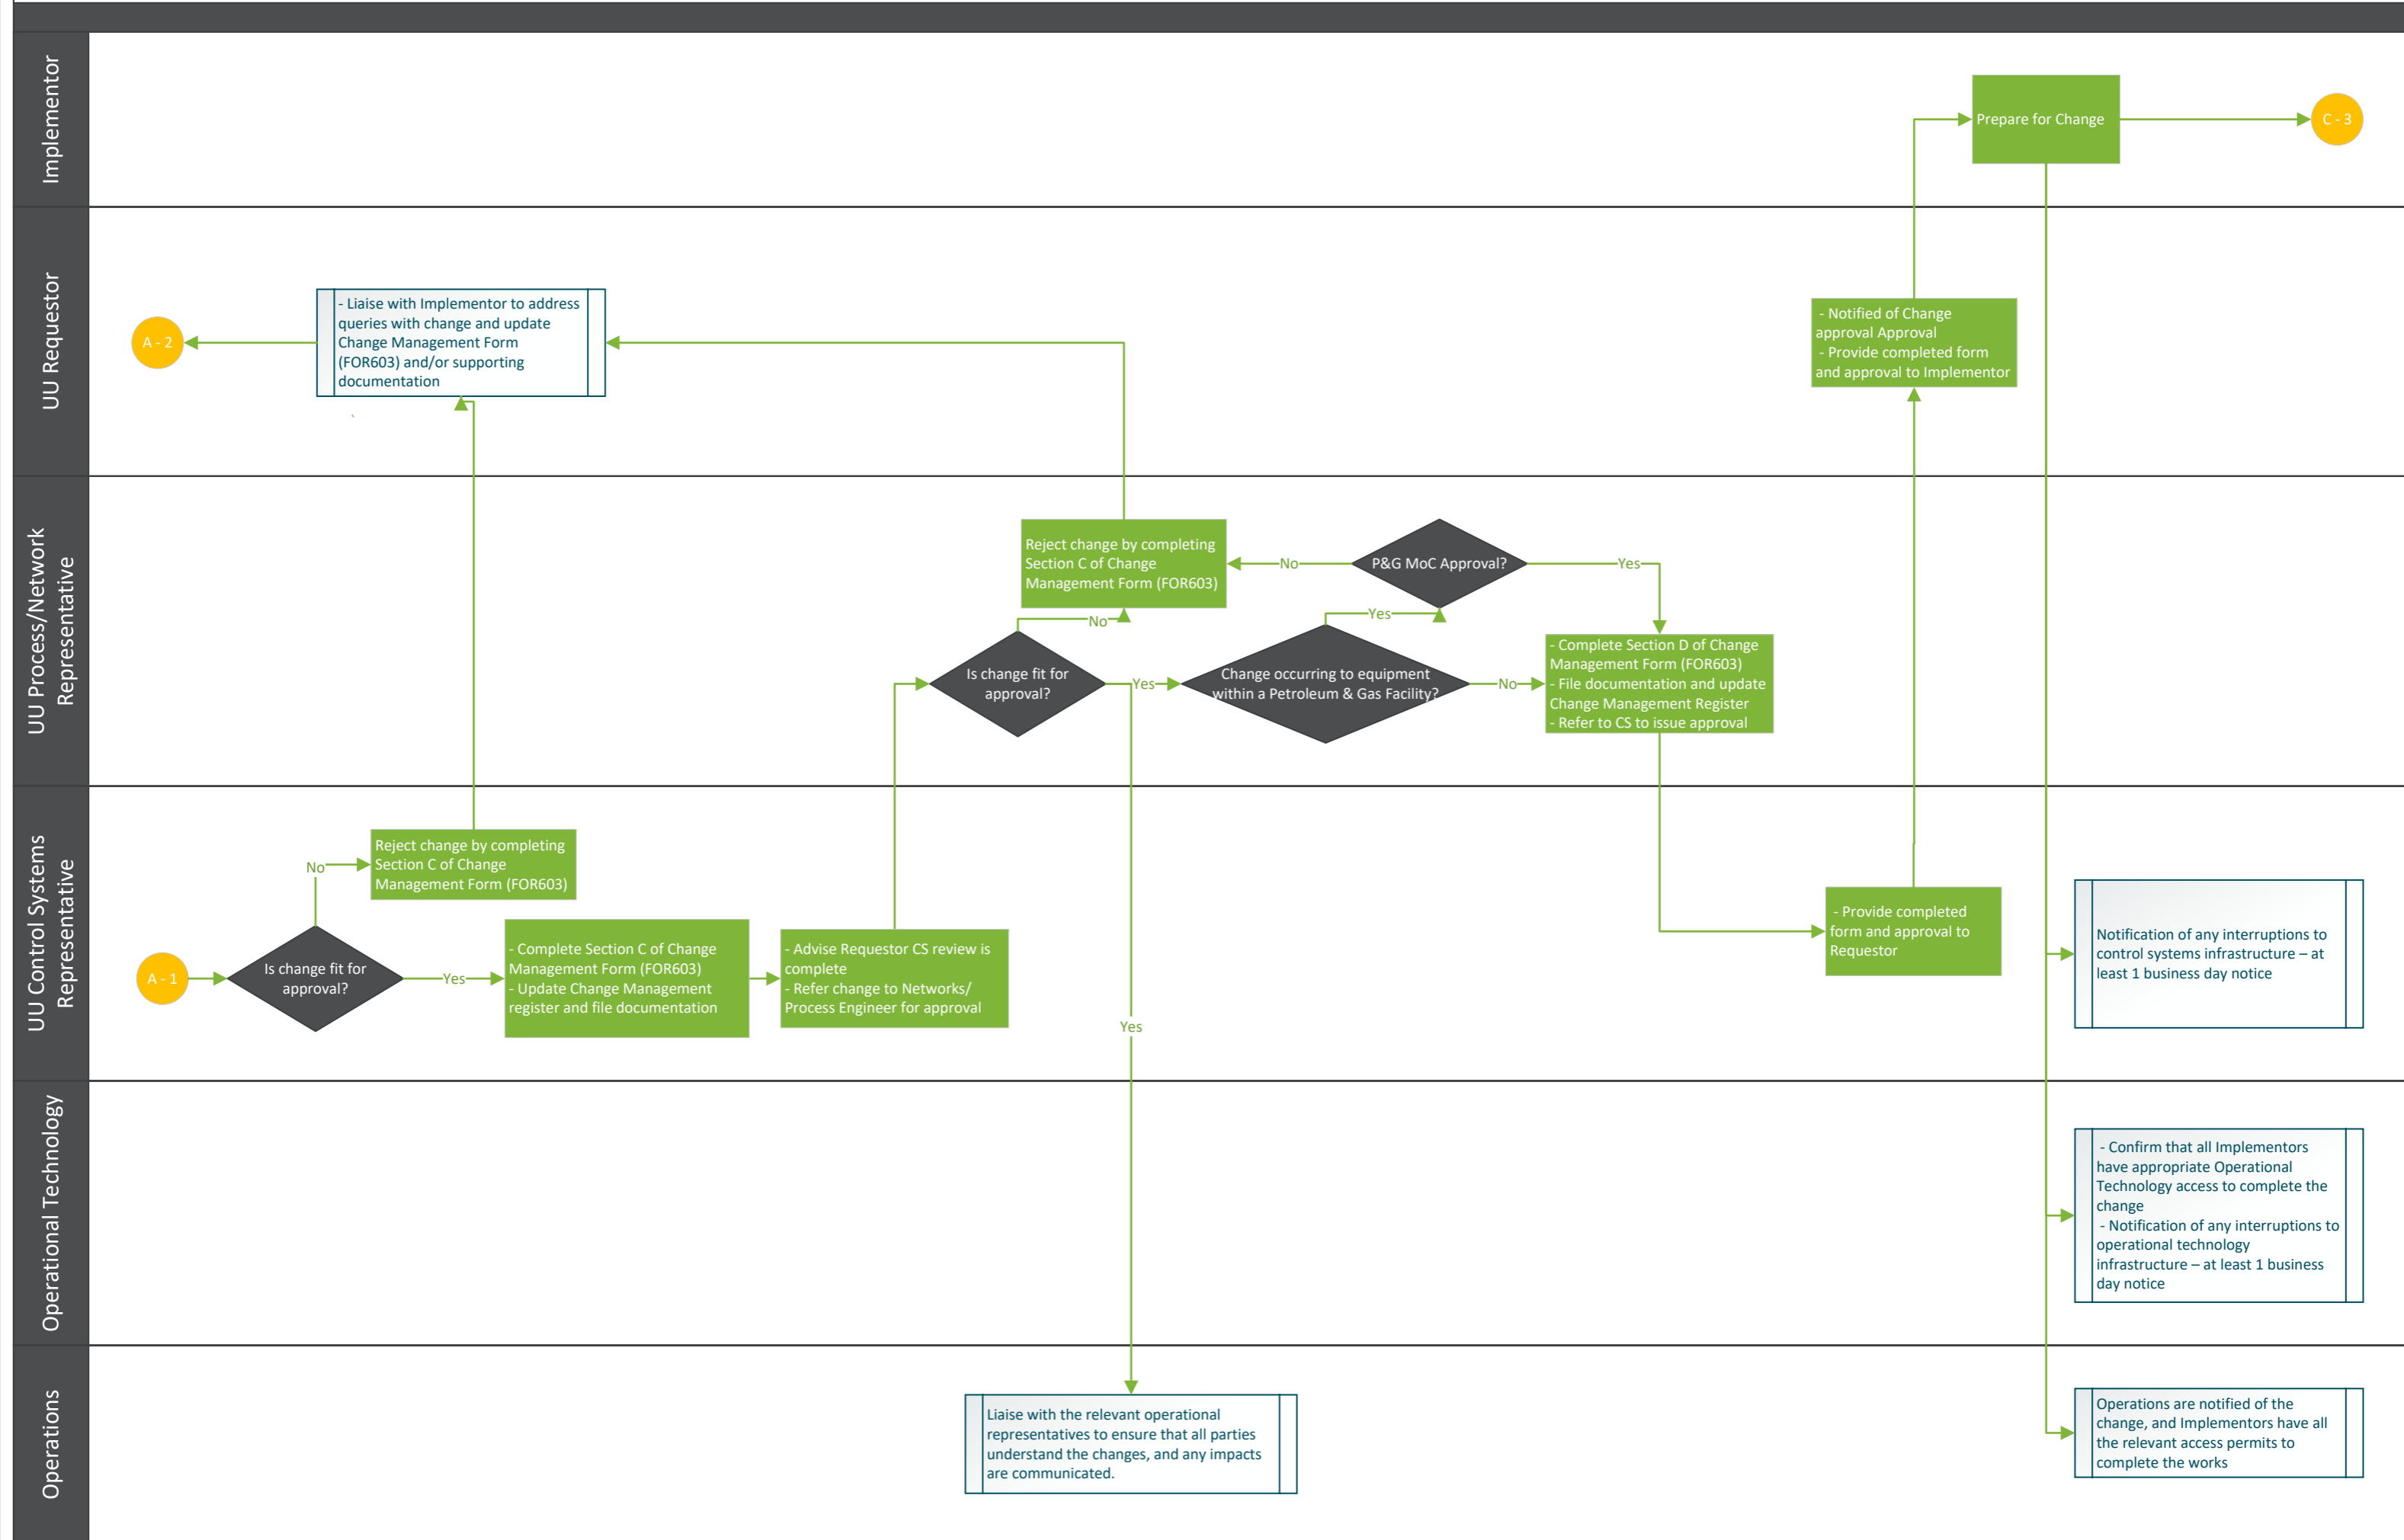 Implementor
Prepare for Change
C - 3
UU Requestor
A - 2
- Liaise with Implementor to address
queries with change and update
Change Management Form
(FOR603) and/or supporting
documentation
- Notified of Change
approval Approval
- Provide completed form
and approval to Implementor
UU Process/Network
Representative
Reject change by completing
Section C of Change
Management Form (FOR603)
No
P&G MoC Approval?
Yes
No
Yes
Is change fit for
approval?
Yes
Change occurring to equipment
within a Petroleum & Gas Facility?
No
- Complete Section D of Change
Management Form (FOR603)
- File documentation and update
Change Management Register
- Refer to CS to issue approval
UU Control Systems
Representative
No
Reject change by completing
Section C of Change
Management Form (FOR603)
A - 1
Is change fit for
approval?
Yes
- Complete Section C of Change
Management Form (FOR603)
- Update Change Management
register and file documentation
- Advise Requestor CS review is
complete
- Refer change to Networks/
Process Engineer for approval
Yes
- Provide completed
form and approval to
Requestor
Notification of any interruptions to
control systems infrastructure – at
least 1 business day notice
Operational Technology
- Confirm that all Implementors
have appropriate Operational
Technology access to complete the
change
- Notification of any interruptions to
operational technology
infrastructure – at least 1 business
day notice
Operations
Liaise with the relevant operational
representatives to ensure that all parties
understand the changes, and any impacts
are communicated.
Operations are notified of the
change, and Implementors have all
the relevant access permits to
complete the works